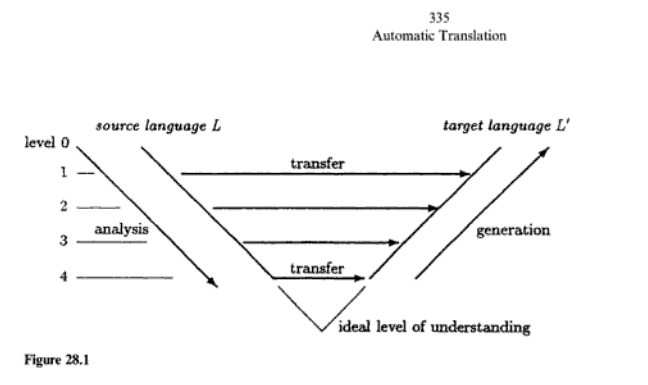 335
Automatic Translation
source language L
target language L'
level 0
transfer
1
2
analysis
generation
3
transfer
4
ideal level of understanding
Figure 28.1